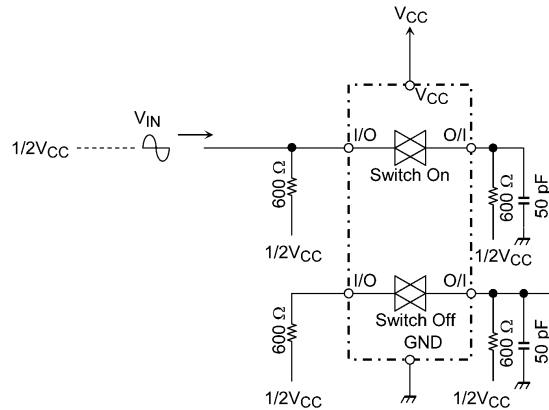 VCC
VCC
VIN
1/2VCC
I/O
O/I
Switch On
600 Ω
600 Ω
50 pF
1/2VCC
1/2VCC
I/O
O/I
Switch Off
GND
600 Ω
600 Ω
50 pF
1/2VCC
1/2VCC